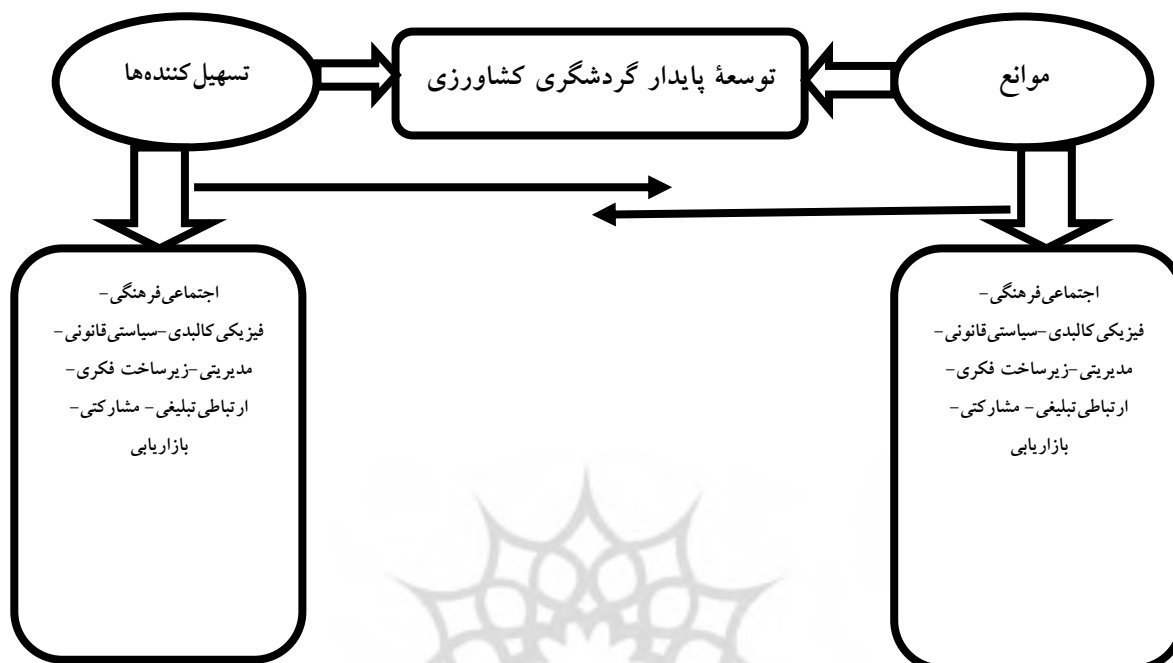 موانع
توسعهٔ پایدار گردشگری کشاورزی
تسهیل‌کننده‌ها
اجتماعی‌فرهنگی-
فیزیکی‌کالبدی-سیاستی‌قانونی-
مدیریتی-زیرساخت فکری-
ارتباطی‌تبلیغی- مشارکتی-
بازاریابی
اجتماعی‌فرهنگی-
فیزیکی‌کالبدی-سیاستی‌قانونی-
مدیریتی-زیرساخت فکری-
ارتباطی‌تبلیغی- مشارکتی-
بازاریابی